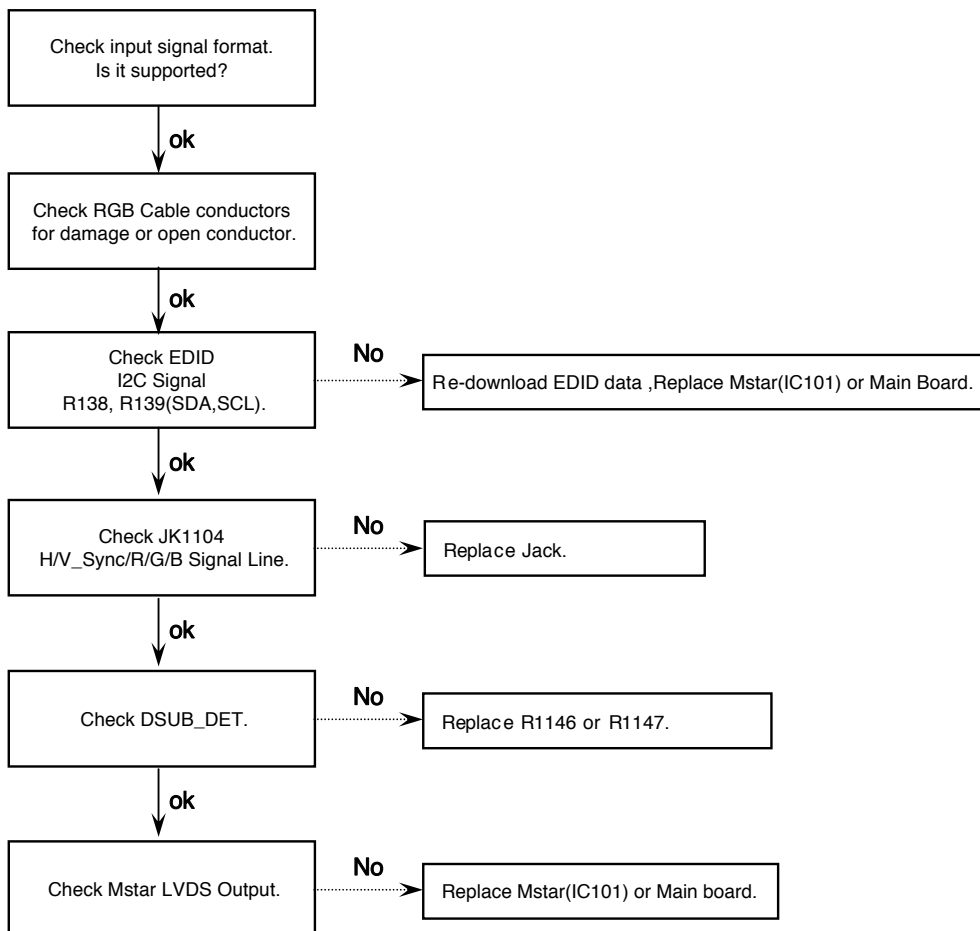 Check input signal format.
Is it supported?
ok
Check RGB Cable conductors
for damage or open conductor.
ok
Check EDID
I2C Signal
R138, R139(SDA,SCL).
No
Re-download EDID data ,Replace Mstar(IC101) or Main Board.
ok
Check JK1104
H/V_Sync/R/G/B Signal Line.
No
Replace Jack.
ok
Check DSUB_DET.
No
Replace R1146 or R1147.
ok
Check Mstar LVDS Output.
No
Replace Mstar(IC101) or Main board.